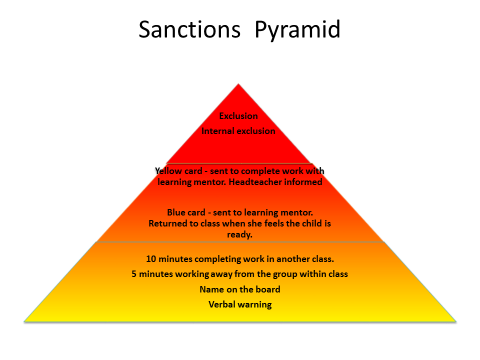 Sanctions  Pyramid
Exclusion
Internal exclusion
Yellow card - sent to complete work with
learning mentor. Headteacher informed
Blue card - sent to learning mentor.
Returned to class when she feels the child is
ready.
10 minutes completing work in another class.
5 minutes working away from the group within class
Name on the board
Verbal warning